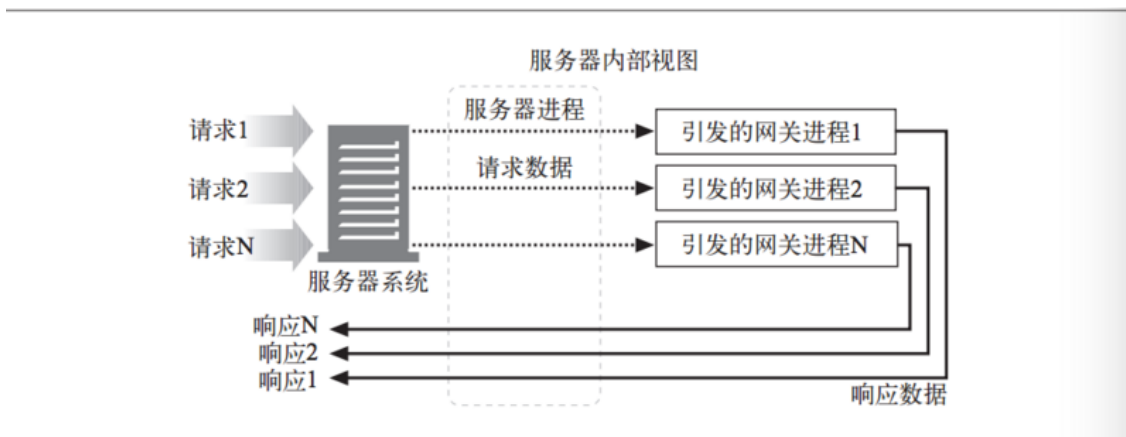 服务器内部视图
服务器进程
请求1
引发的网关进程1
请求数据
请求2
引发的网关进程2
请求N
引发的网关进程N
服务器系统
响应N
响应2
响应1
响应数据